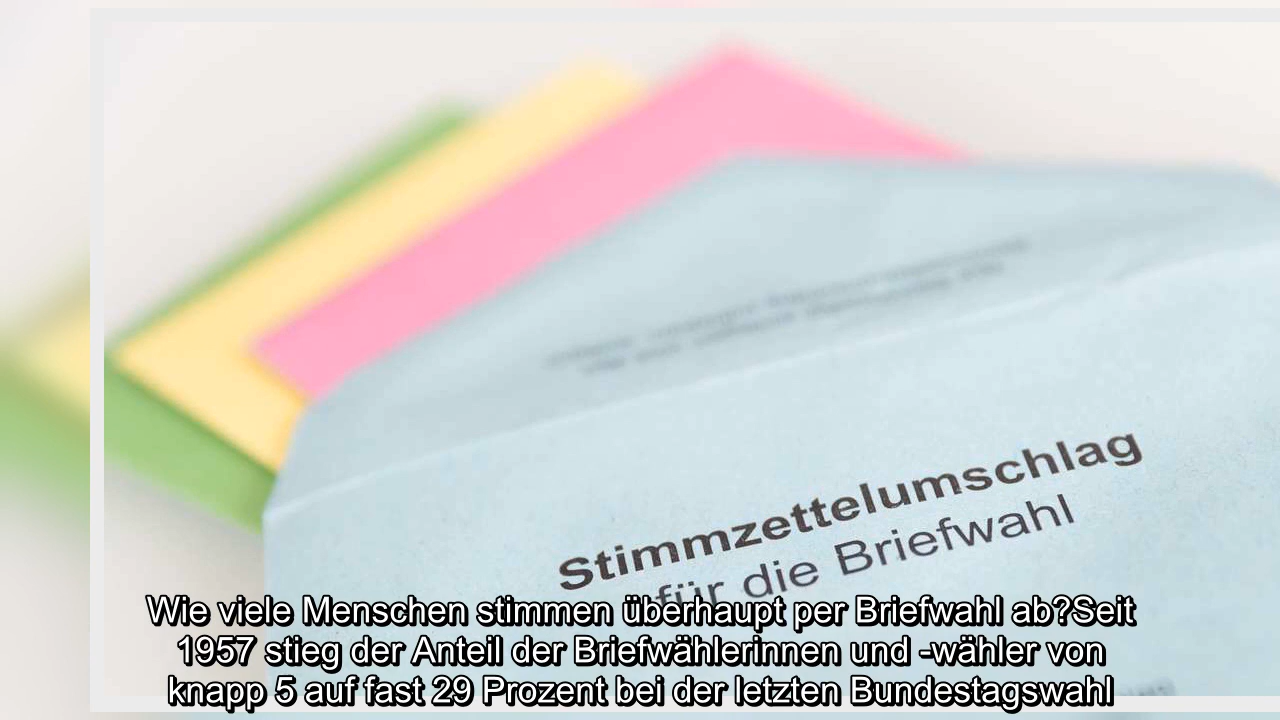 Stimmzettelumschlag
für die Briefwahl
Wie viele Menschen stimmen überhaupt per Briefwahl ab?Seit
1957 stieg der Anteil der Briefwählerinnen und -wähler von
knapp 5 auf fast 29 Prozent bei der letzten Bundestagswahl